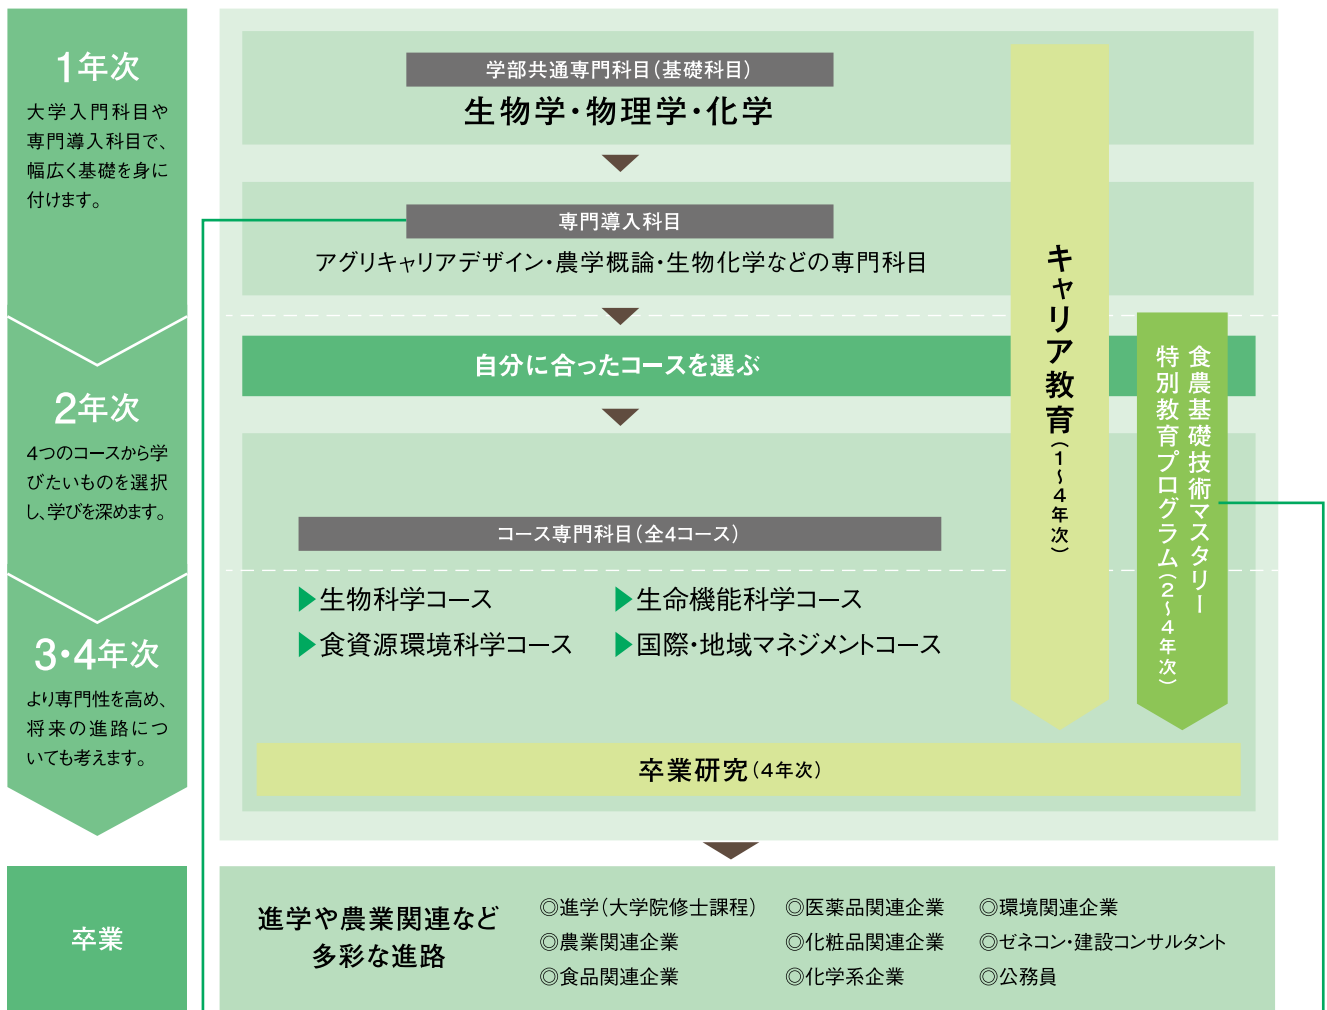 1年次
大学入門科目や
専門導入科目で、
幅広く基礎を身に
付けます。
学部共通専門科目（基礎科目）
生物学・物理学・化学
専門導入科目
アグリキャリアデザイン・農学概論・生物化学などの専門科目
自分に合ったコースを選ぶ
2年次
4つのコースから学
びたいものを選択
し、学びを深めます。
コース専門科目（全4コース）
▶生物科学コース
▶生命機能科学コース
▶食資源環境科学コース
▶国際・地域マネジメントコース
3・4年次
より専門性を高め、
将来の進路につ
いても考えます。
キャリア教育（1～4年次）
食農基礎技術マスタリー
特別教育プログラム（2～4年次）
卒業研究（4年次）
卒業
進学や農業関連など
多彩な進路
◎進学（大学院修士課程）
◎農業関連企業
◎食品関連企業
◎医薬品関連企業
◎化粧品関連企業
◎化学系企業
◎環境関連企業
◎ゼネコン・建設コンサルタント
◎公務員